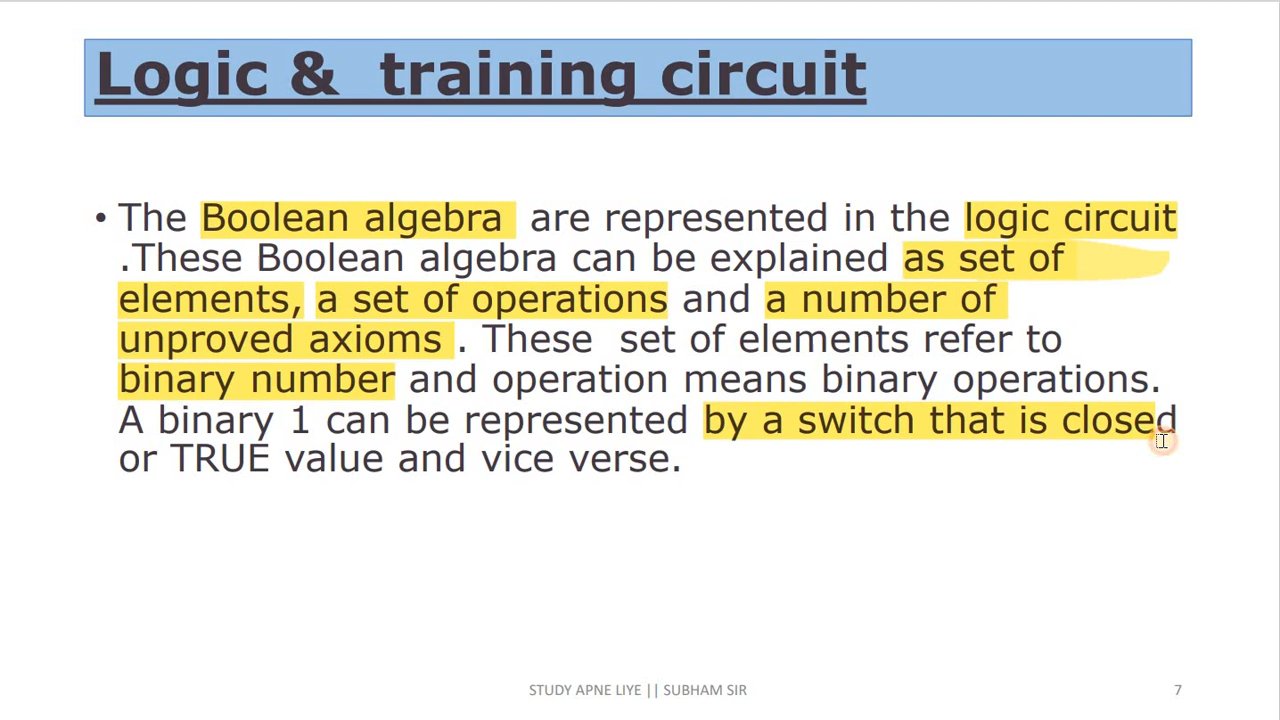 Logic & training circuit
• The Boolean algebra are represented in the logic circuit
.These Boolean algebra can be explained as set of
elements, a set of operations and a number of
unproved axioms . These set of elements refer to
binary number and operation means binary operations.
A binary 1 can be represented by a switch that is closed
or TRUE value and vice verse.
STUDY APNE LIYE || SUBHAM SIR
7